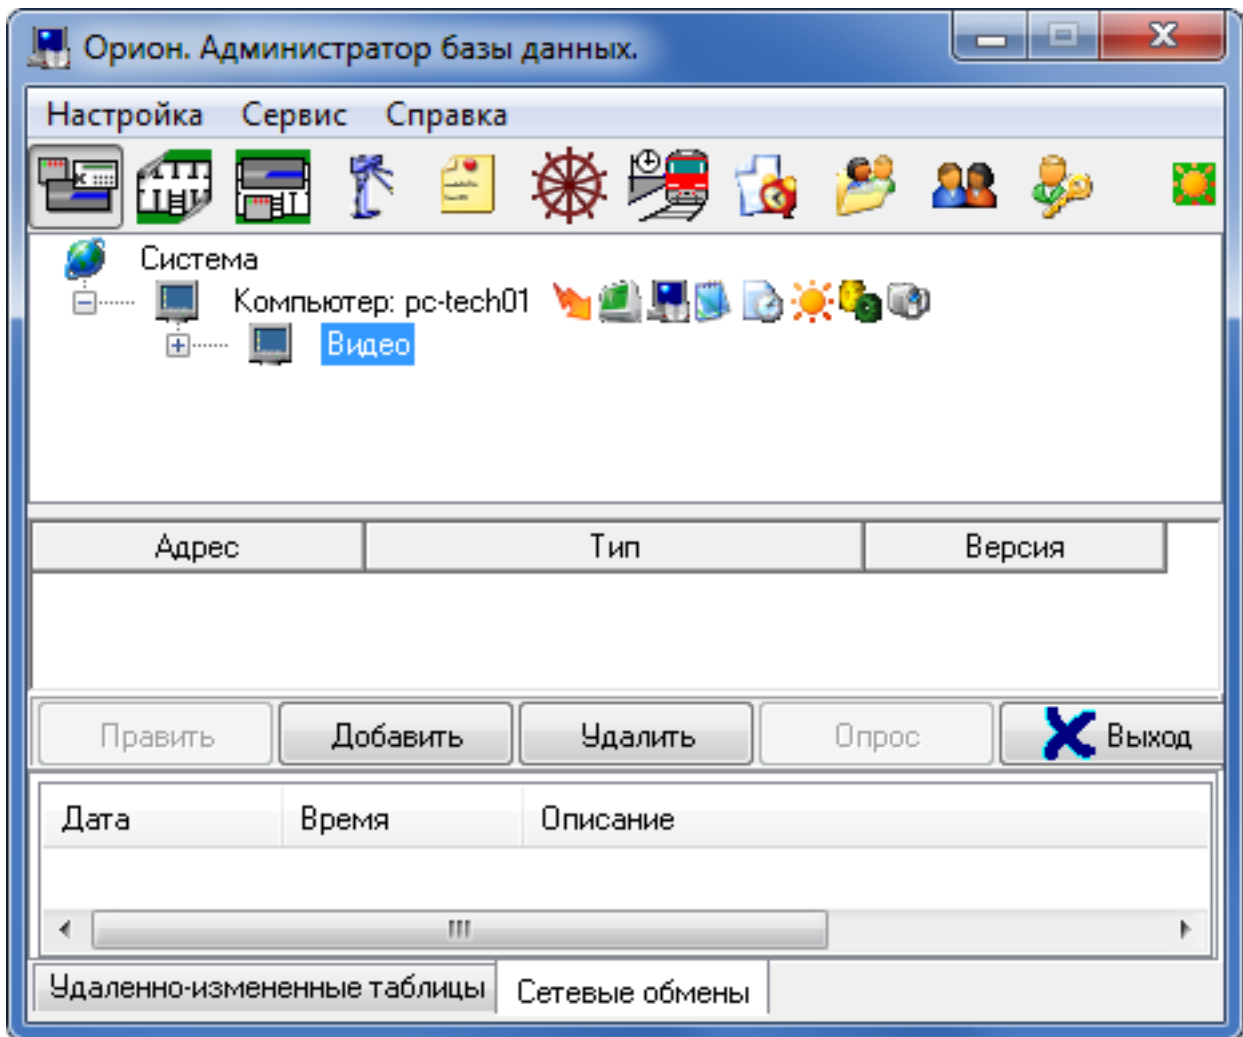 Орион. Администратор базы данных.
Настройка Сервис Справка
Система
Компьютер: pc-tech01
Видео
Адрес Тип Версия
Править Добавить Удалить Опрос Выход
Дата Время Описание
Удаленно-измененные таблицы Сетевые обмены